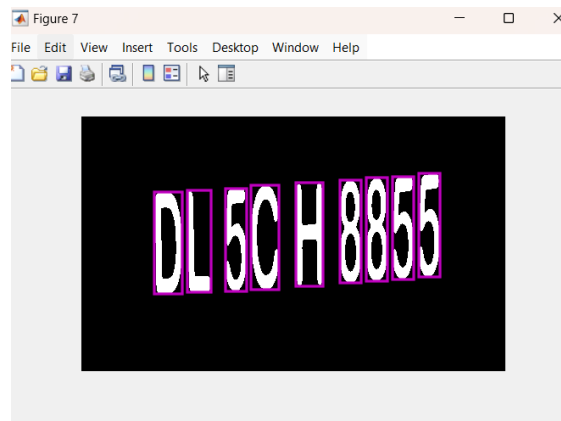 Figure 7
File Edit View Insert Tools Desktop Window Help
DL 5C H 8855